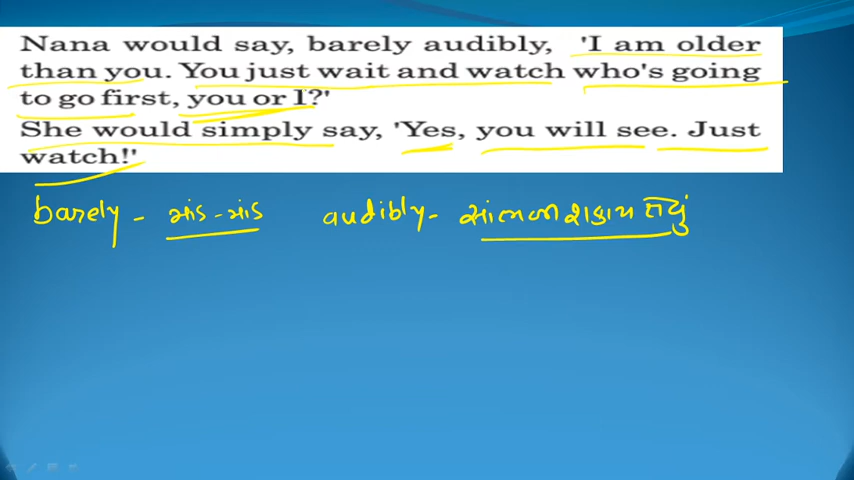 Nana would say, barely audibly, 'I am older
than you. You just wait and watch who's going
to go first, you or I?'
She would simply say, 'Yes, you will see. Just
watch!'
barely - માંડ-માંડ audibly - સાંભળી શકાય તેવું